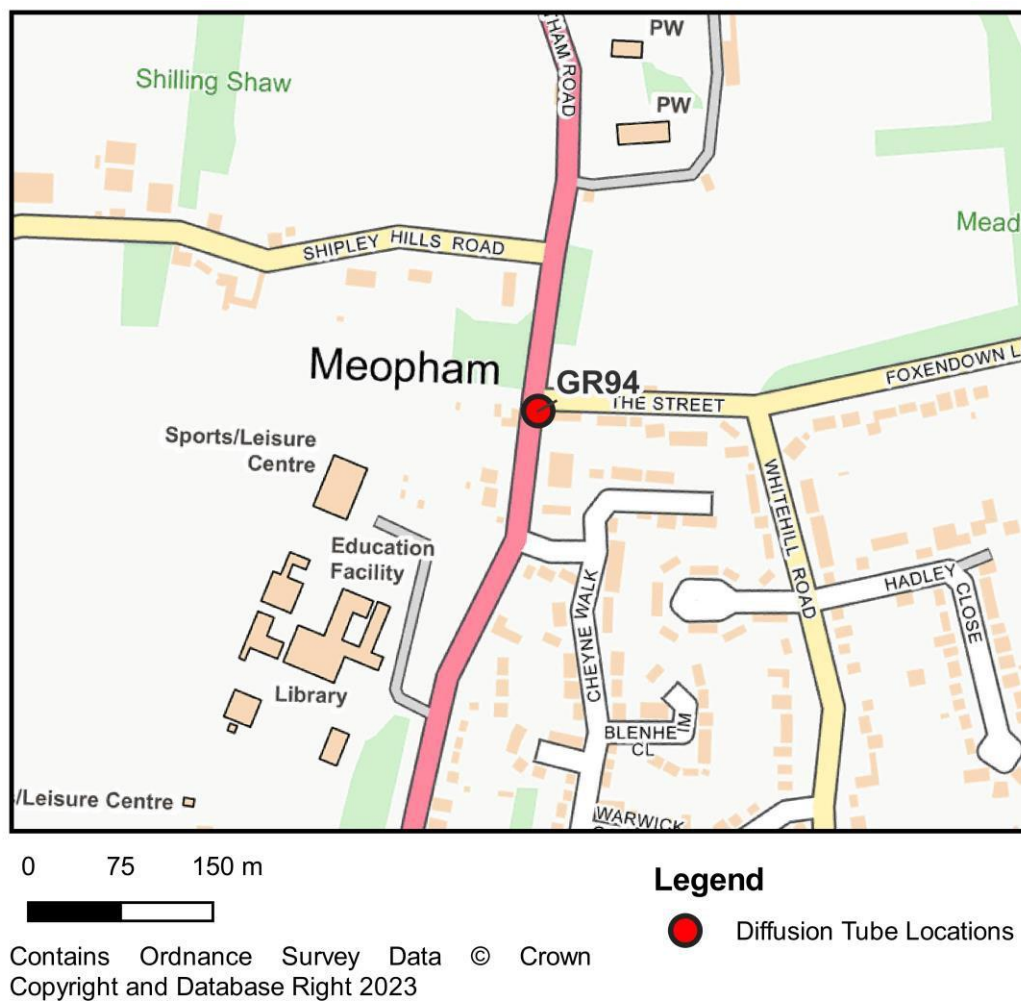 HAM ROAD
PW
Shilling Shaw
PW
Mead
SHIPLEY HILLS ROAD
FOXENDOWN L
Meopham
GR94
THE STREET
Sports/Leisure
Centre
WHITEHILL ROAD
Education
Facility
HADLEY
CLOSE
CHEYNE WALK
Library
BLENHEIM
CL
/Leisure Centre
WARWICK
0 75 150 m
Legend
Diffusion Tube Locations
Contains Ordnance Survey Data © Crown
Copyright and Database Right 2023